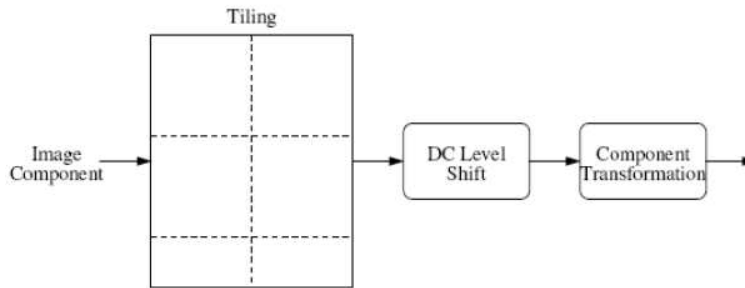 Tiling
Image
Component
DC Level
Shift
Component
Transformation